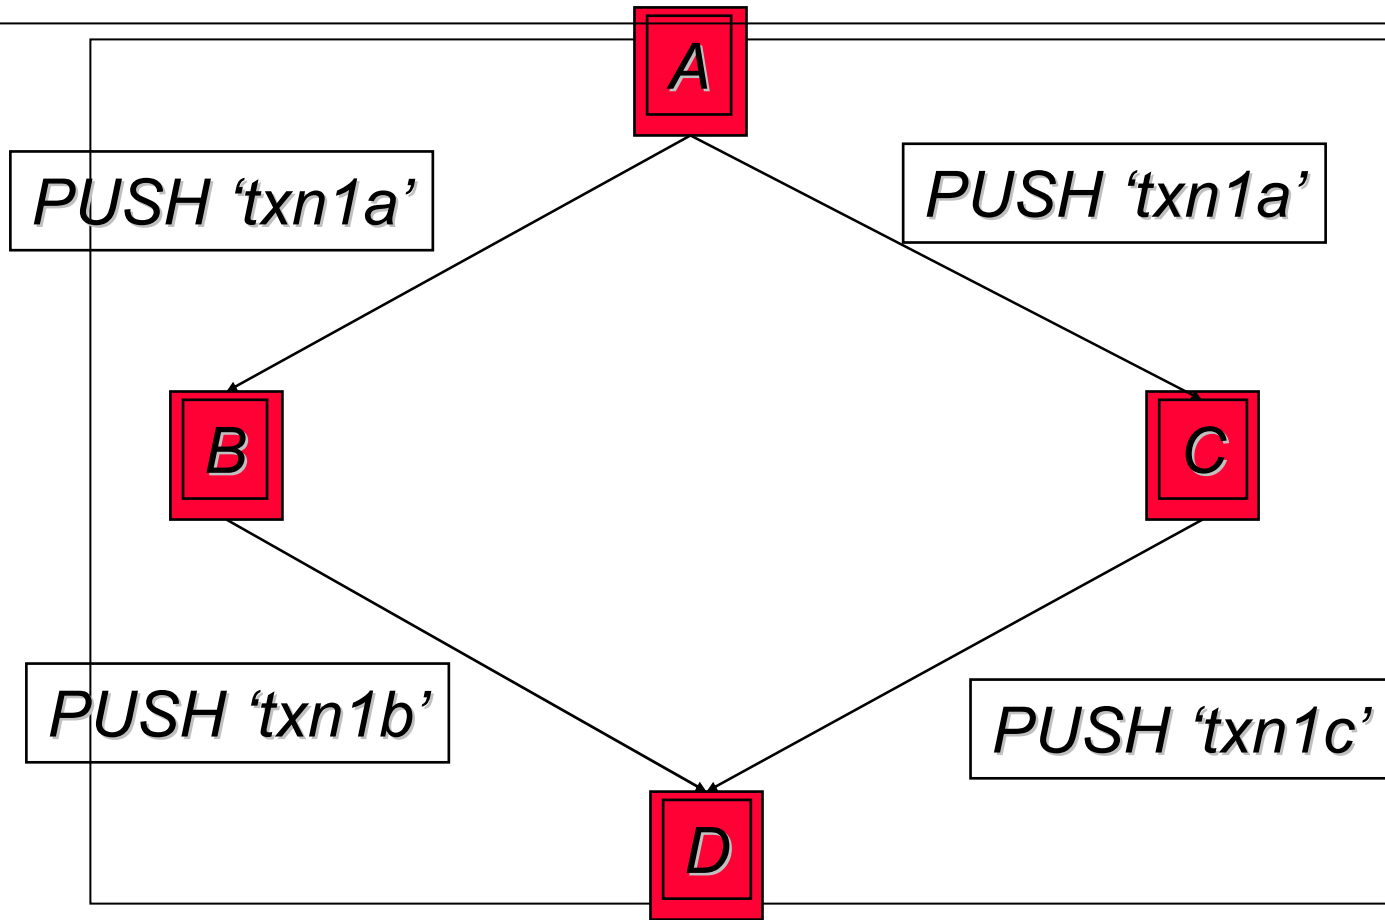 A
PUSH ‘txn1a’
PUSH ‘txn1a’
B
C
PUSH ‘txn1b’
PUSH ‘txn1c’
D